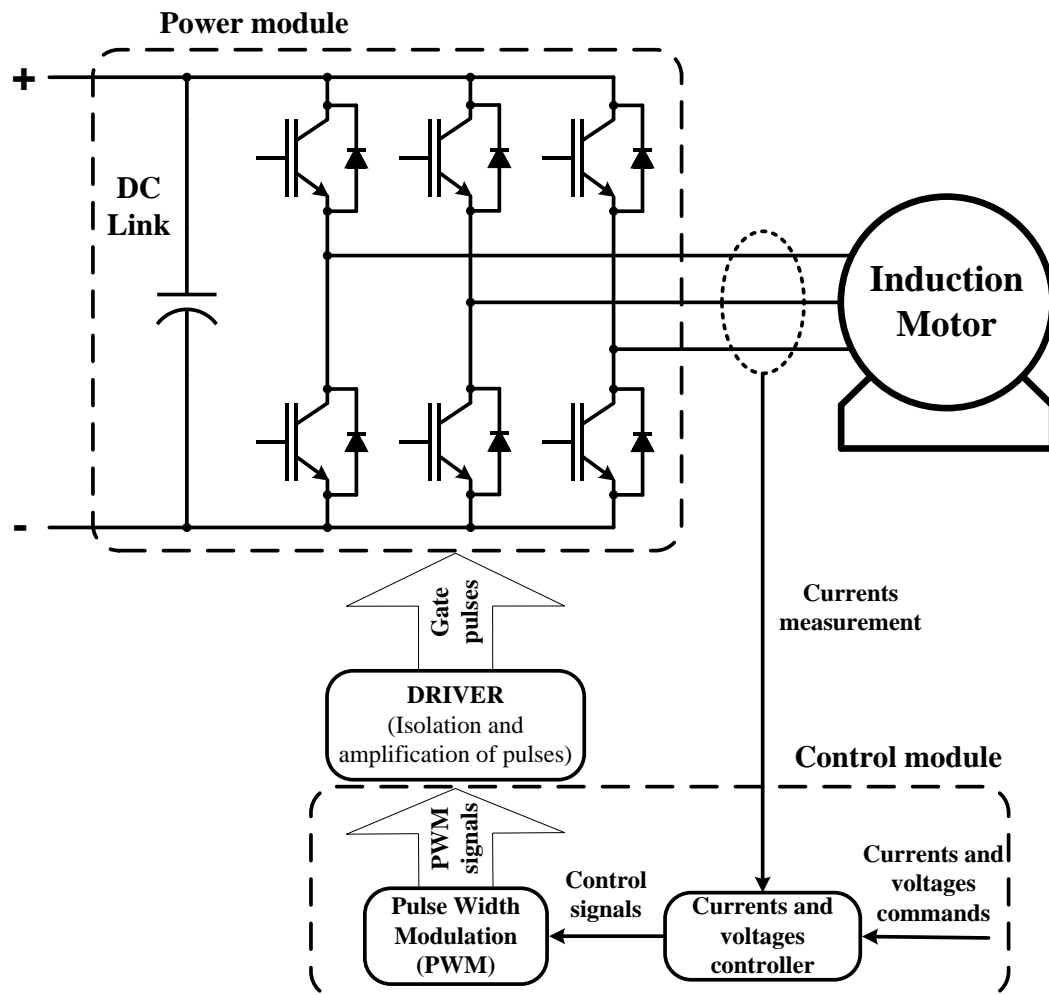 Power module
+
DC
Link
Induction
Motor
-
Gate
pulses
Currents
measurement
DRIVER
(Isolation and
amplification of pulses)
Control module
PWM
signals
Currents and
voltages
commands
Control
signals
Pulse Width
Modulation
(PWM)
Currents and
voltages
controller